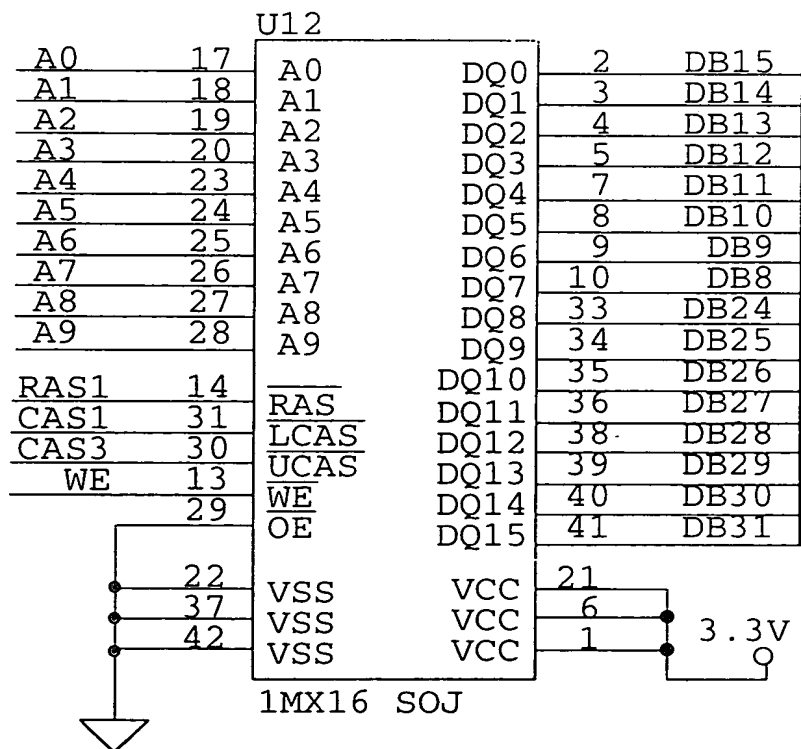 U12
A0 17 A0 DQ0 2 DB15
A1 18 A1 DQ1 3 DB14
A2 19 A2 DQ2 4 DB13
A3 20 A3 DQ3 5 DB12
A4 23 A4 DQ4 7 DB11
A5 24 A5 DQ5 8 DB10
A6 25 A6 DQ6 9 DB9
A7 26 A7 DQ7 10 DB8
A8 27 A8 DQ8 33 DB24
A9 28 A9 DQ9 34 DB25
RAS1 14 RAS DQ10 35 DB26
CAS1 31 LCAS DQ11 36 DB27
CAS3 30 UCAS DQ12 38 DB28
WE 13 WE DQ13 39 DB29
29 OE DQ14 40 DB30
DQ15 41 DB31
22 VSS VCC 21
37 VSS VCC 6
42 VSS VCC 1
3.3V
1MX16 SOJ